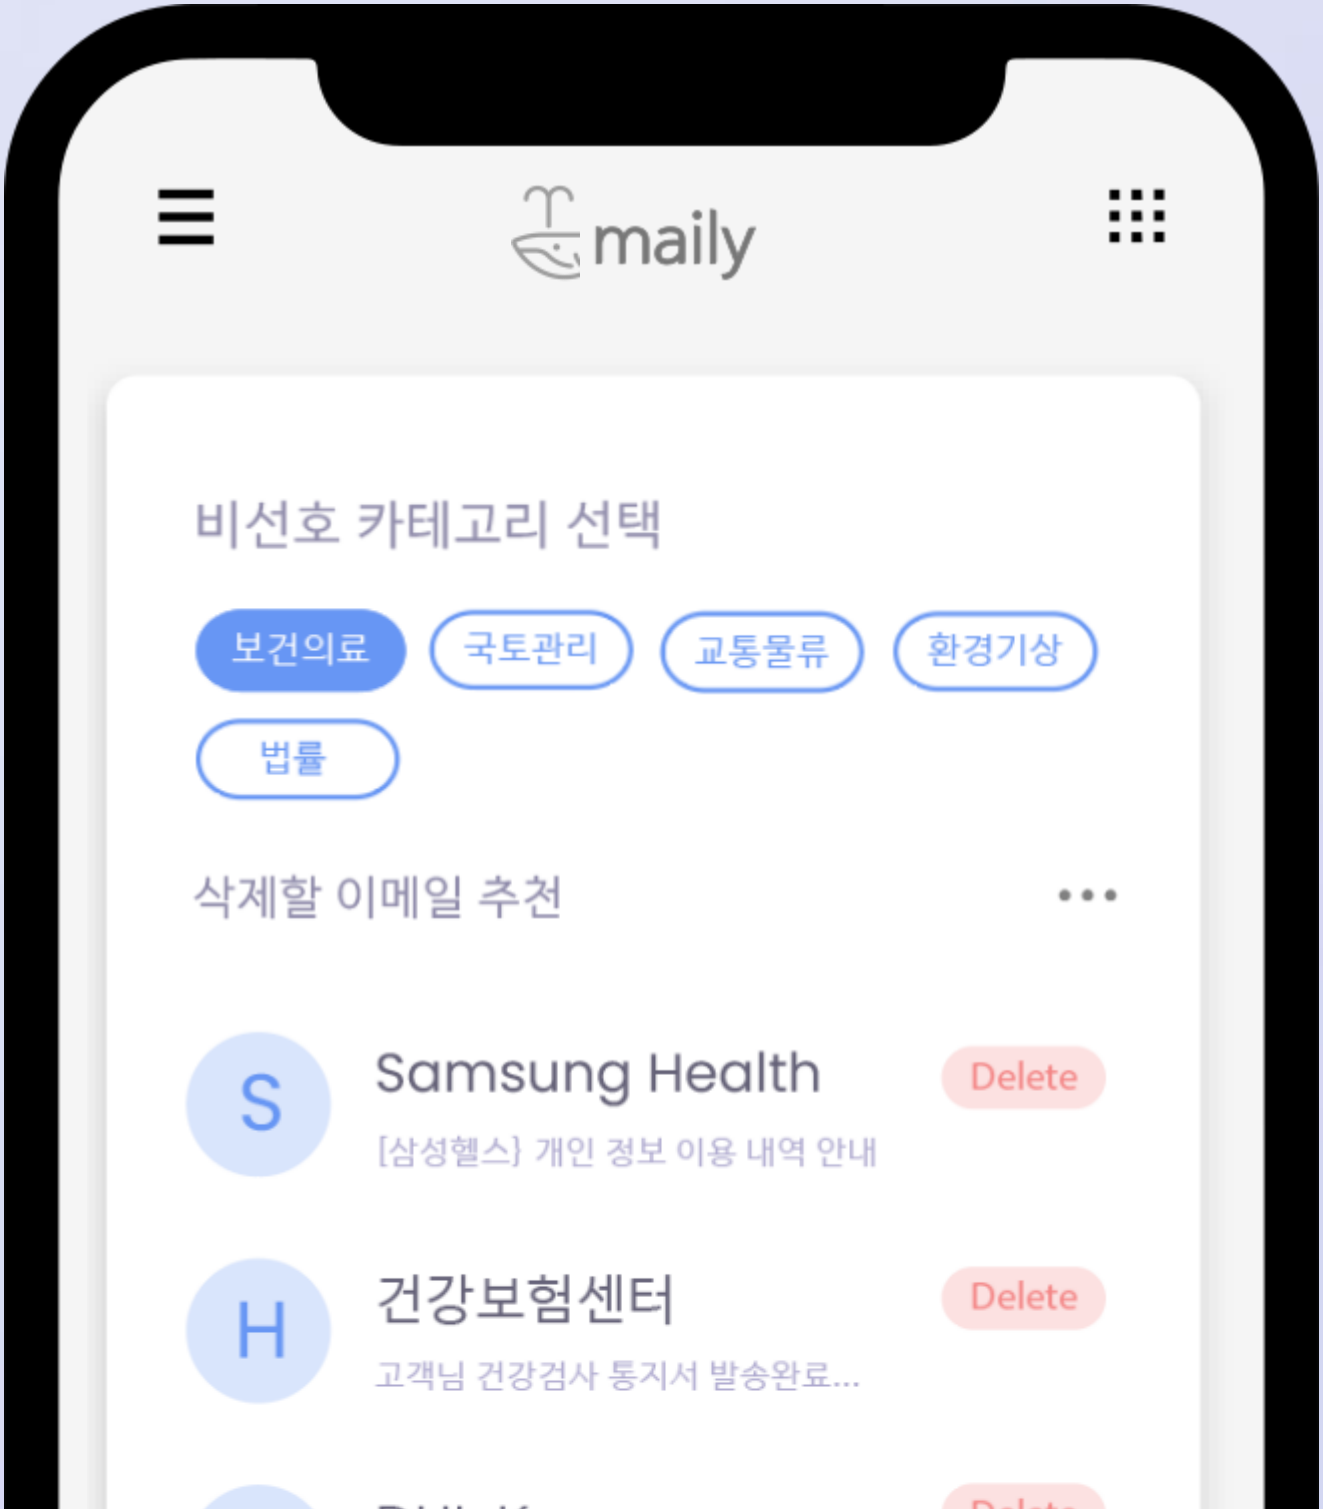 maily
비선호 카테고리 선택
보건의료 국토관리 교통물류 환경기상
법률
삭제할 이메일 추천
S
Samsung Health
Delete
[삼성헬스} 개인 정보 이용 내역 안내
H
건강보험센터
Delete
고객님 건강검사 통지서 발송완료...
Delete